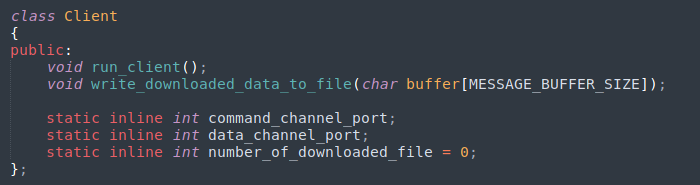 class Client
{
public:
    void run_client();
    void write_downloaded_data_to_file(char buffer[MESSAGE_BUFFER_SIZE]);

    static inline int command_channel_port;
    static inline int data_channel_port;
    static inline int number_of_downloaded_file = 0;
};